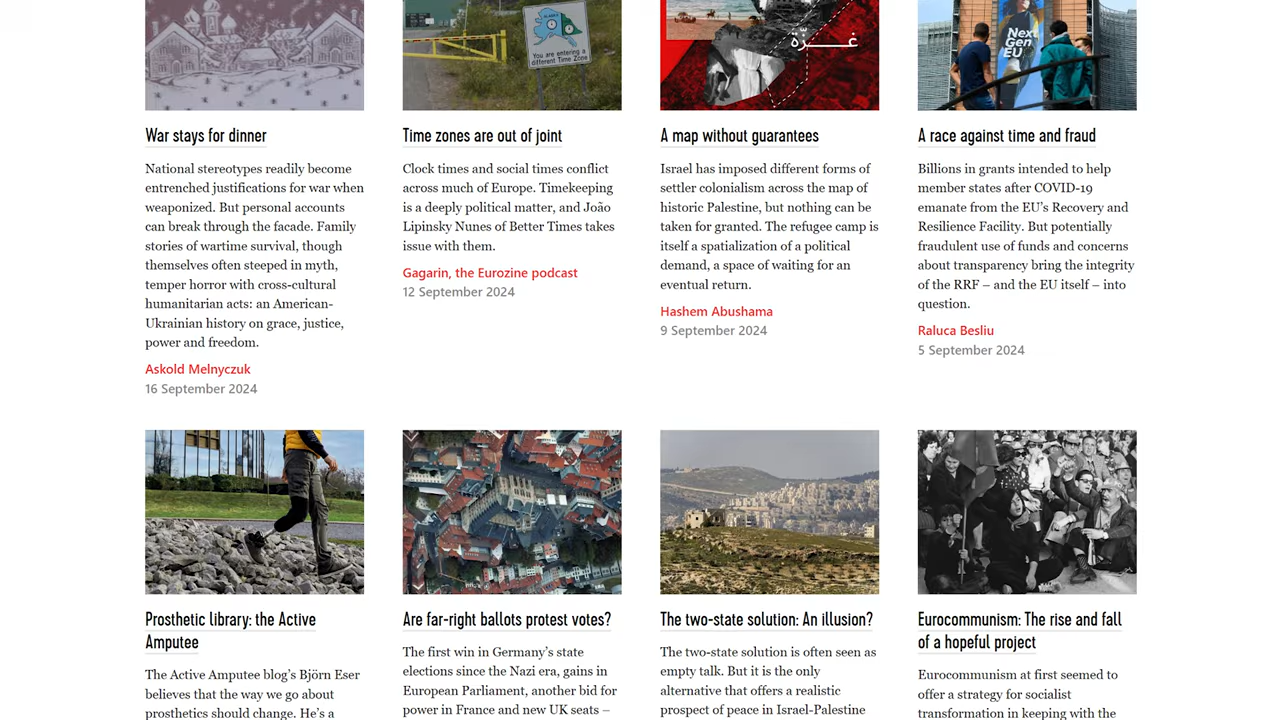 ALASKA
You are entering a
different Time Zone
غـــــزّة
Next
Gen
EU
War stays for dinner
National stereotypes readily become
entrenched justifications for war when
weaponized. But personal accounts
can break through the facade. Family
stories of wartime survival, though
themselves often steeped in myth,
temper horror with cross-cultural
humanitarian acts: an American-
Ukrainian history on grace, justice,
power and freedom.
Askold Melnyczuk
16 September 2024
Time zones are out of joint
Clock times and social times conflict
across much of Europe. Timekeeping
is a deeply political matter, and João
Lipinsky Nunes of Better Times takes
issue with them.
Gagarin, the Eurozine podcast
12 September 2024
A map without guarantees
Israel has imposed different forms of
settler colonialism across the map of
historic Palestine, but nothing can be
taken for granted. The refugee camp is
itself a spatialization of a political
demand, a space of waiting for an
eventual return.
Hashem Abushama
9 September 2024
A race against time and fraud
Billions in grants intended to help
member states after COVID-19
emanate from the EU’s Recovery and
Resilience Facility. But potentially
fraudulent use of funds and concerns
about transparency bring the integrity
of the RRF – and the EU itself – into
question.
Raluca Besliu
5 September 2024
Prosthetic library: the Active
Amputee
The Active Amputee blog’s Björn Eser
believes that the way we go about
prosthetics should change. He’s a
Are far-right ballots protest votes?
The first win in Germany’s state
elections since the Nazi era, gains in
European Parliament, another bid for
power in France and new UK seats –
The two-state solution: An illusion?
The two-state solution is often seen as
empty talk. But it is the only
alternative that offers a realistic
prospect of peace in Israel-Palestine
Eurocommunism: The rise and fall
of a hopeful project
Eurocommunism at first seemed to
offer a strategy for socialist
transformation in keeping with the